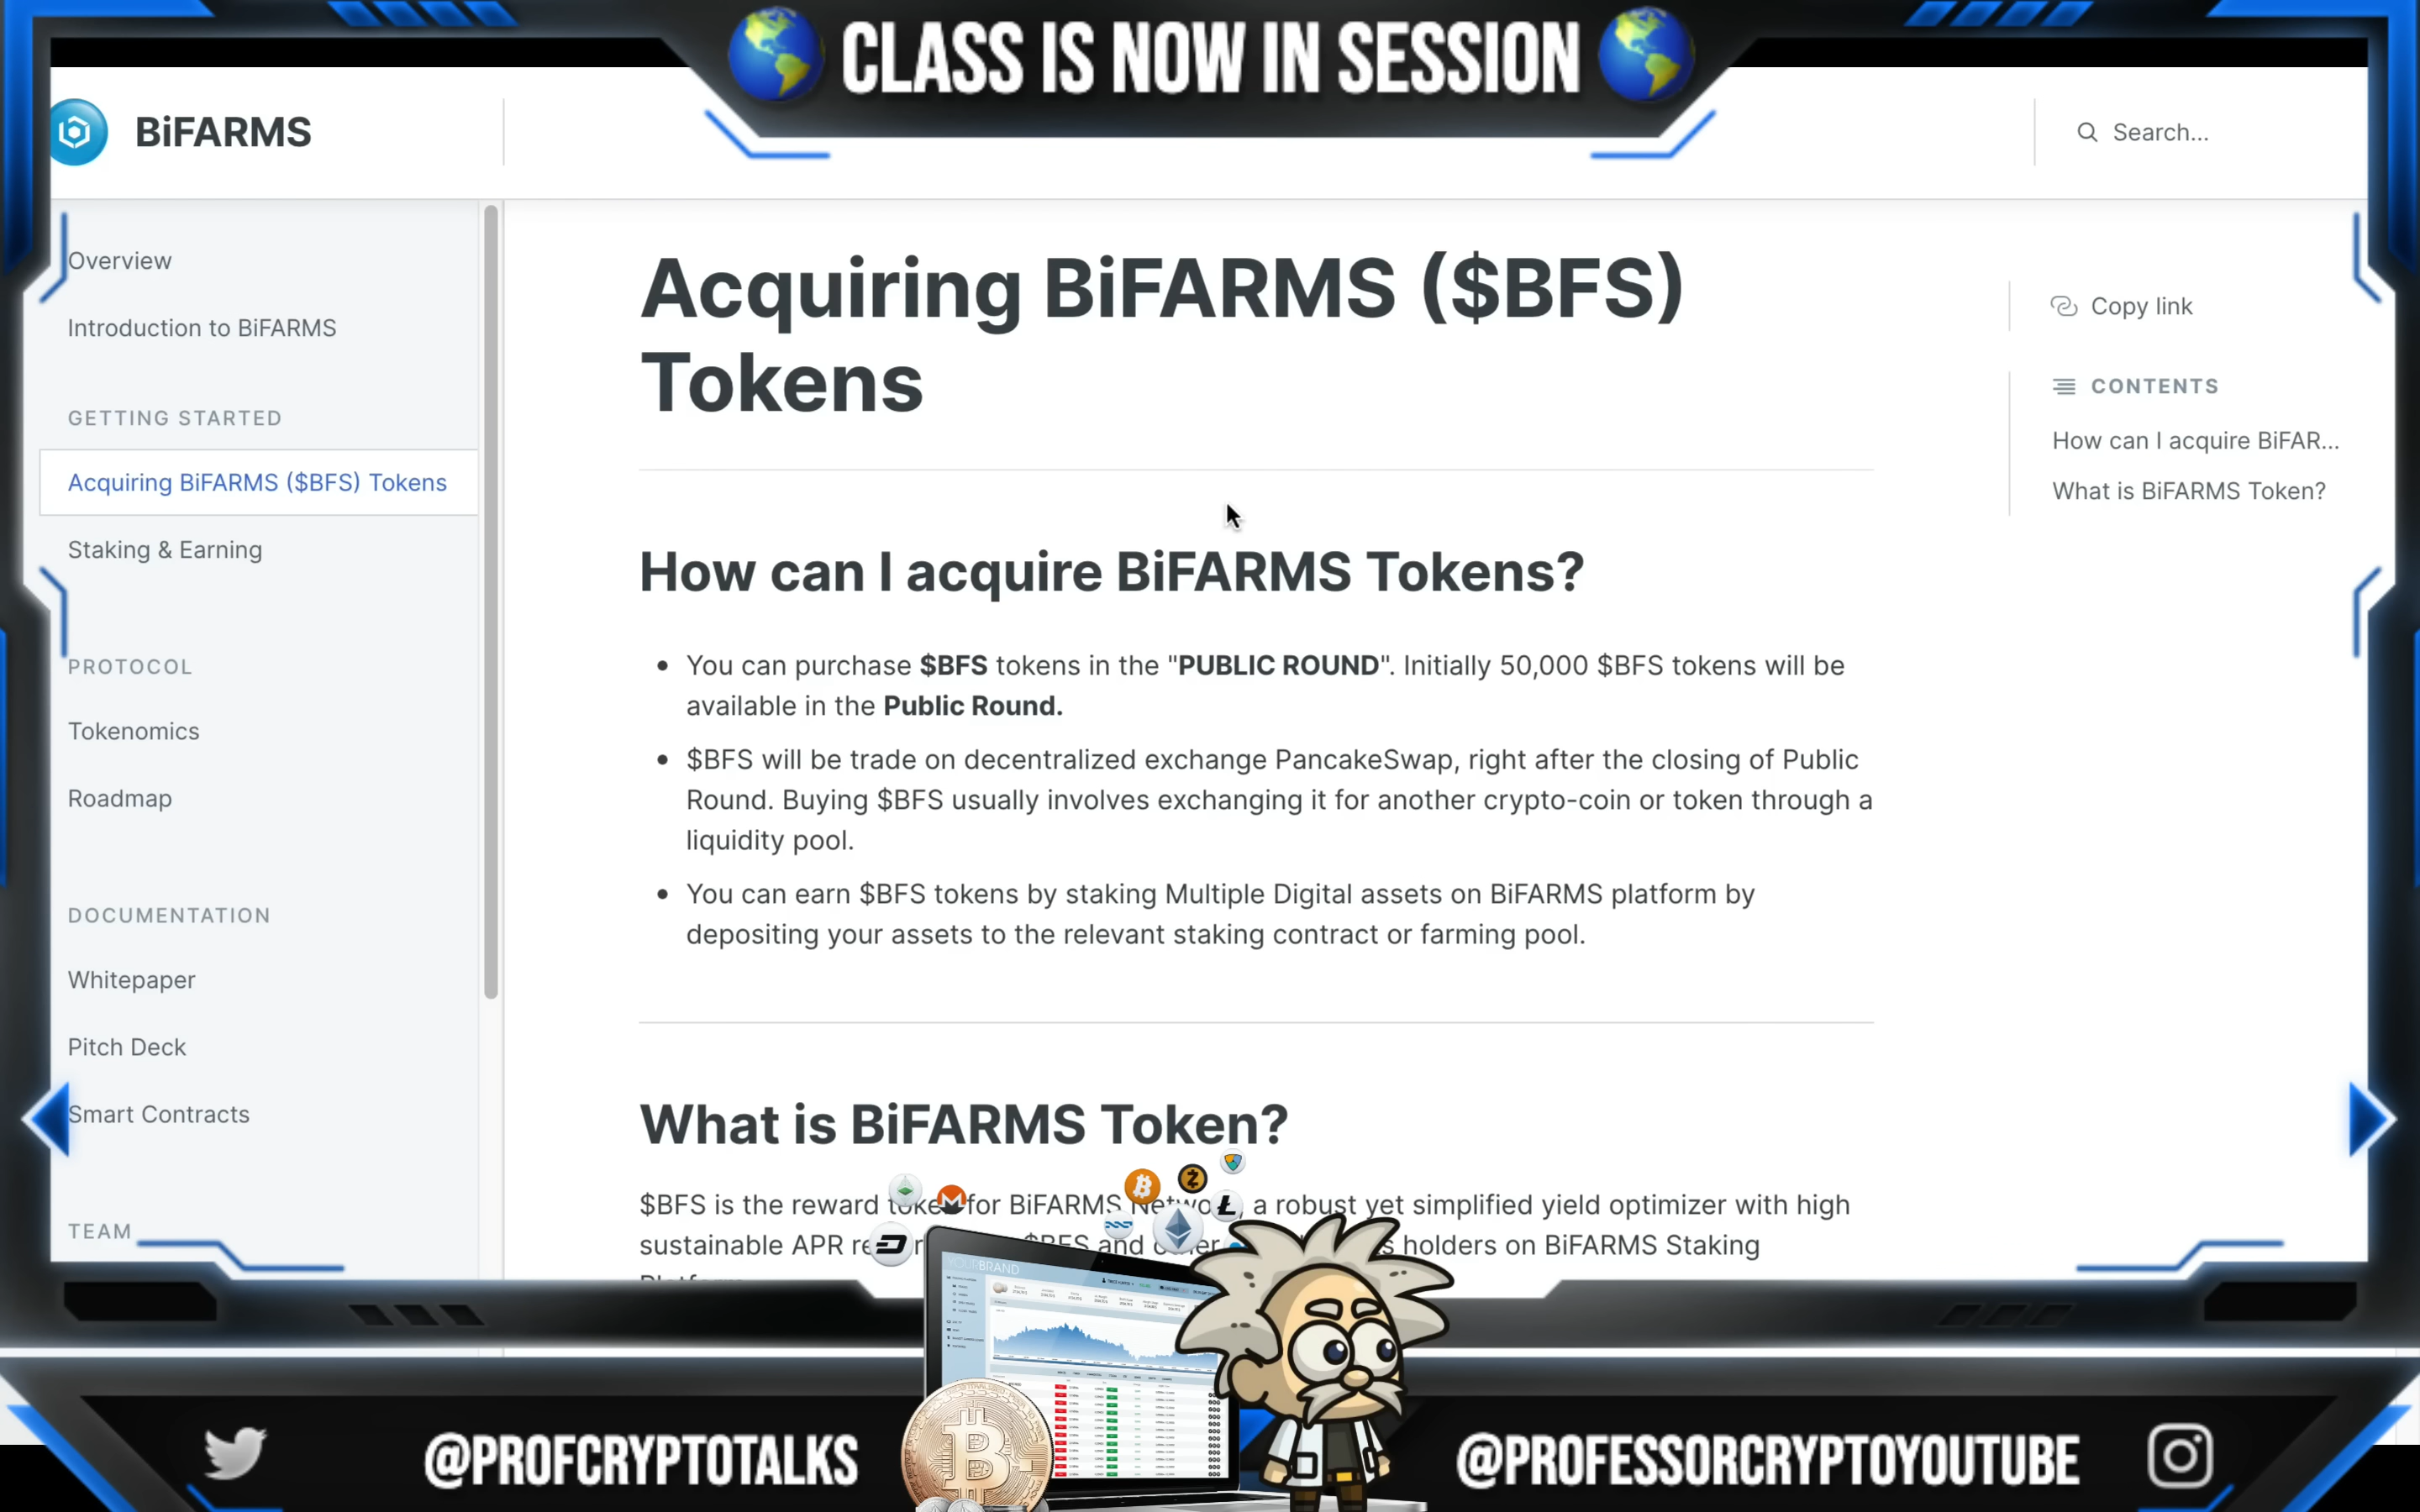 CLASS IS NOW IN SESSION
BiFARMS
Search...
Overview
Introduction to BiFARMS
GETTING STARTED
Acquiring BiFARMS ($BFS) Tokens
Staking & Earning
PROTOCOL
Tokenomics
Roadmap
DOCUMENTATION
Whitepaper
Pitch Deck
Smart Contracts
TEAM
Acquiring BiFARMS ($BFS)
Tokens
How can I acquire BiFARMS Tokens?
• You can purchase $BFS tokens in the "PUBLIC ROUND". Initially 50,000 $BFS tokens will be
available in the Public Round.
• $BFS will be trade on decentralized exchange PancakeSwap, right after the closing of Public
Round. Buying $BFS usually involves exchanging it for another crypto-coin or token through a
liquidity pool.
• You can earn $BFS tokens by staking Multiple Digital assets on BiFARMS platform by
depositing your assets to the relevant staking contract or farming pool.
What is BiFARMS Token?
$BFS is the reward token for BiFARMS Network, a robust yet simplified yield optimizer with high
sustainable APR $BFS and other holders on BiFARMS Staking
Copy link
CONTENTS
How can I acquire BiFAR...
What is BiFARMS Token?
YOURBRAND
@PROFCRYPTOTALKS
@PROFESSORCRYPTOYOUTUBE